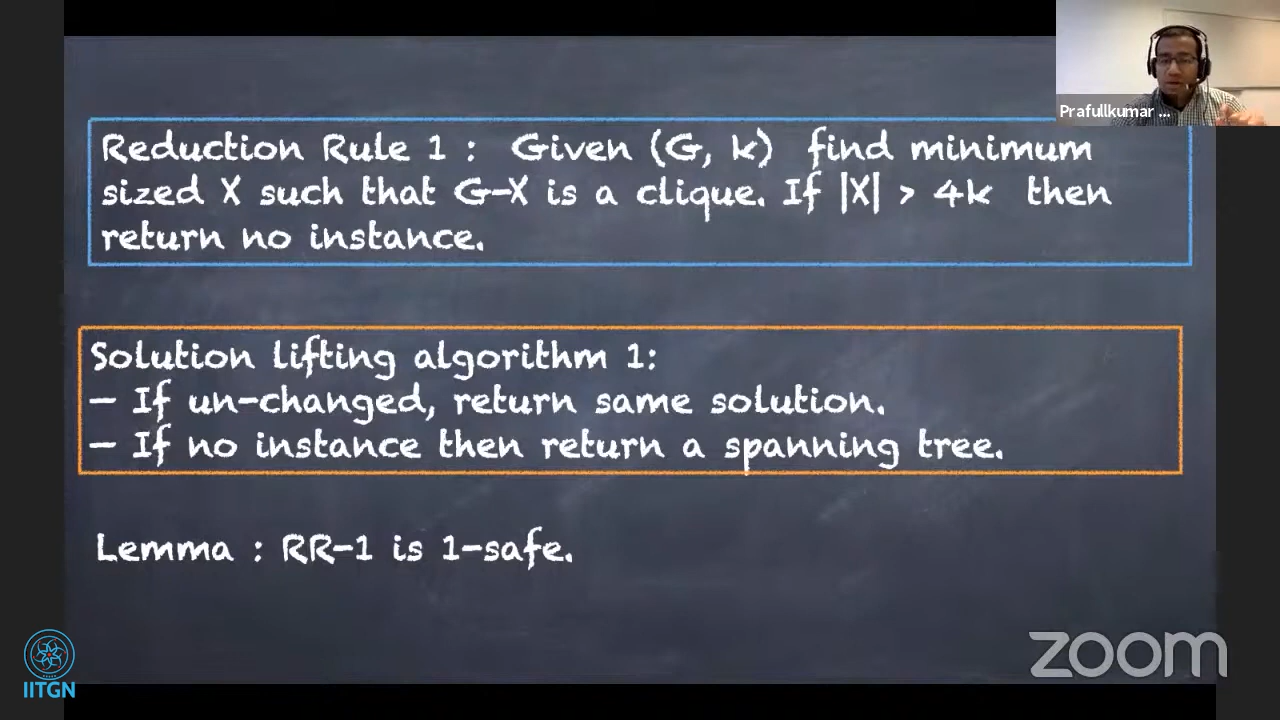 Prafullkumar ...
Reduction Rule 1 : Given (G, k) find minimum
sized X such that G-X is a clique. If |X| > 4k then
return no instance.
Solution lifting algorithm 1:
- If un-changed, return same solution.
- If no instance then return a spanning tree.
Lemma : RR-1 is 1-safe.
IITGN
zoom